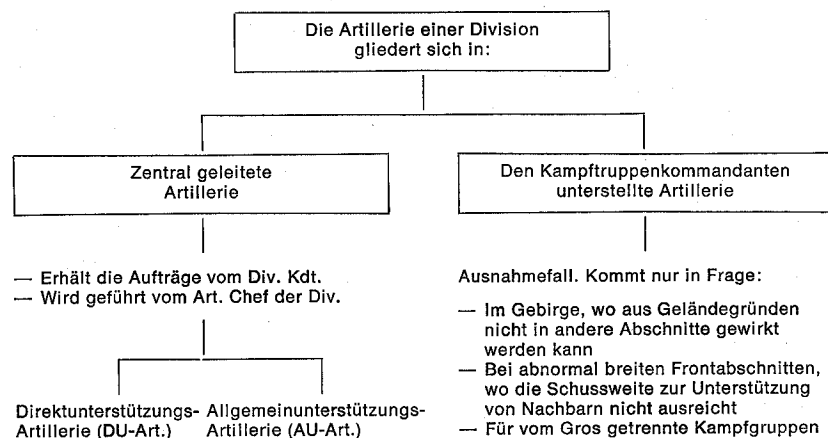 Die Artillerie einer Division
gliedert sich in:
Zentral geleitete
Artillerie
Den Kampftruppenkommandanten
unterstellte Artillerie
— Erhält die Aufträge vom Div. Kdt.
— Wird geführt vom Art. Chef der Div.
Direktunterstützungs-
Artillerie (DU-Art.)
Allgemeinunterstützungs-
Artillerie (AU-Art.)
Ausnahmefall. Kommt nur in Frage:
— Im Gebirge, wo aus Geländegründen
nicht in andere Abschnitte gewirkt
werden kann
— Bei abnormal breiten Frontabschnitten,
wo die Schussweite zur Unterstützung
von Nachbarn nicht ausreicht
— Für vom Gros getrennte Kampfgruppen